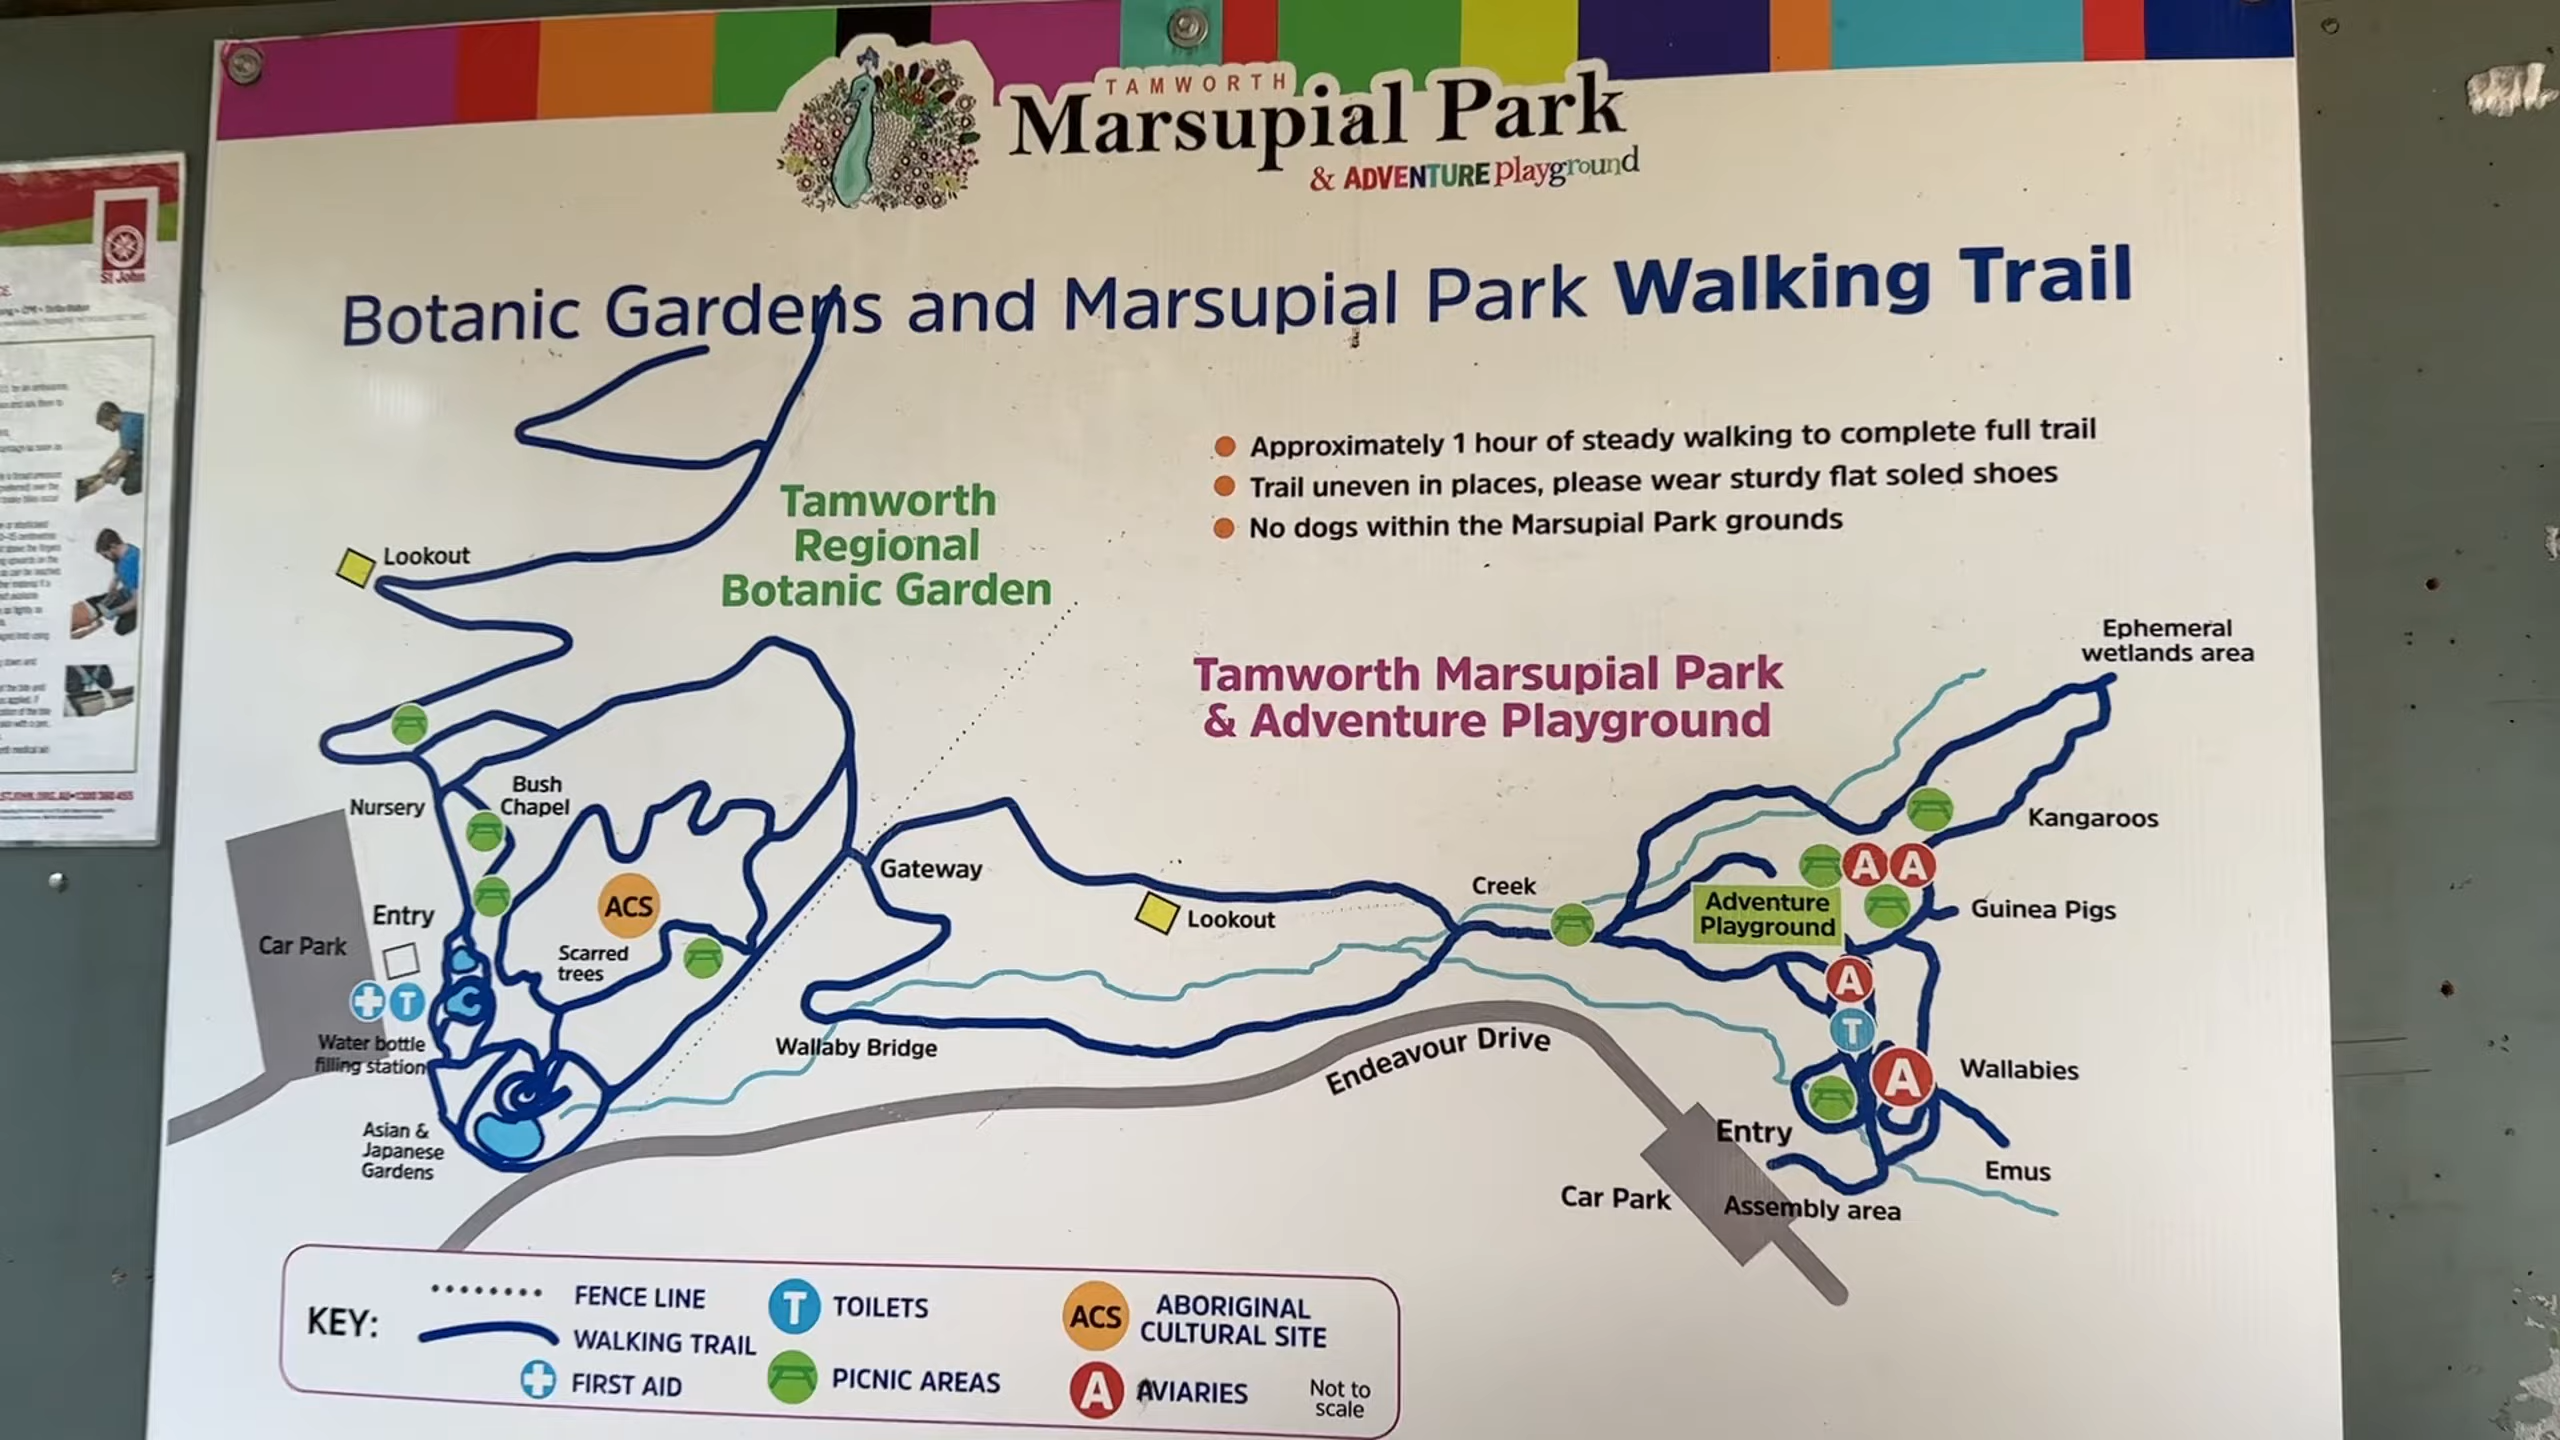 TAMWORTH
Marsupial Park
& ADVENTURE playground
Botanic Gardens and Marsupial Park Walking Trail
St John
Approximately 1 hour of steady walking to complete full trail
Trail uneven in places, please wear sturdy flat soled shoes
No dogs within the Marsupial Park grounds
Tamworth
Regional
Botanic Garden
Lookout
Ephemeral
wetlands area
Tamworth Marsupial Park
& Adventure Playground
Bush
Chapel
Nursery
Kangaroos
Gateway
Creek
A A
Adventure
Playground
Guinea Pigs
Lookout
ACS
Entry
Car Park
Scarred
trees
C
T
A
T
Water bottle
filling station
Wallaby Bridge
Endeavour Drive
A
Wallabies
Asian &
Japanese
Gardens
Entry
Emus
Car Park
Assembly area
KEY:
FENCE LINE
WALKING TRAIL
FIRST AID
T TOILETS
PICNIC AREAS
ACS ABORIGINAL
CULTURAL SITE
A AVIARIES
Not to
scale